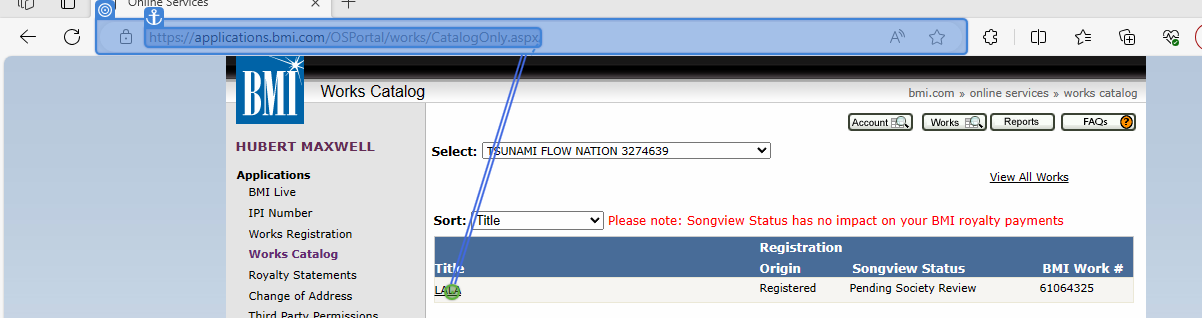 Online Services
https://applications.bmi.com/OSPortal/works/CatalogOnly.aspx
BMI
Works Catalog
bmi.com » online services » works catalog
Account
Works
Reports
FAQs ?
HUBERT MAXWELL
Select: TSUNAMI FLOW NATION 3274639
Applications
View All Works
BMI Live
IPI Number
Sort: Title Please note: Songview Status has no impact on your BMI royalty payments
Works Registration
Works Catalog
Registration
Title Origin Songview Status BMI Work #
Royalty Statements
LALA Registered Pending Society Review 61064325
Change of Address
Third Party Permissions